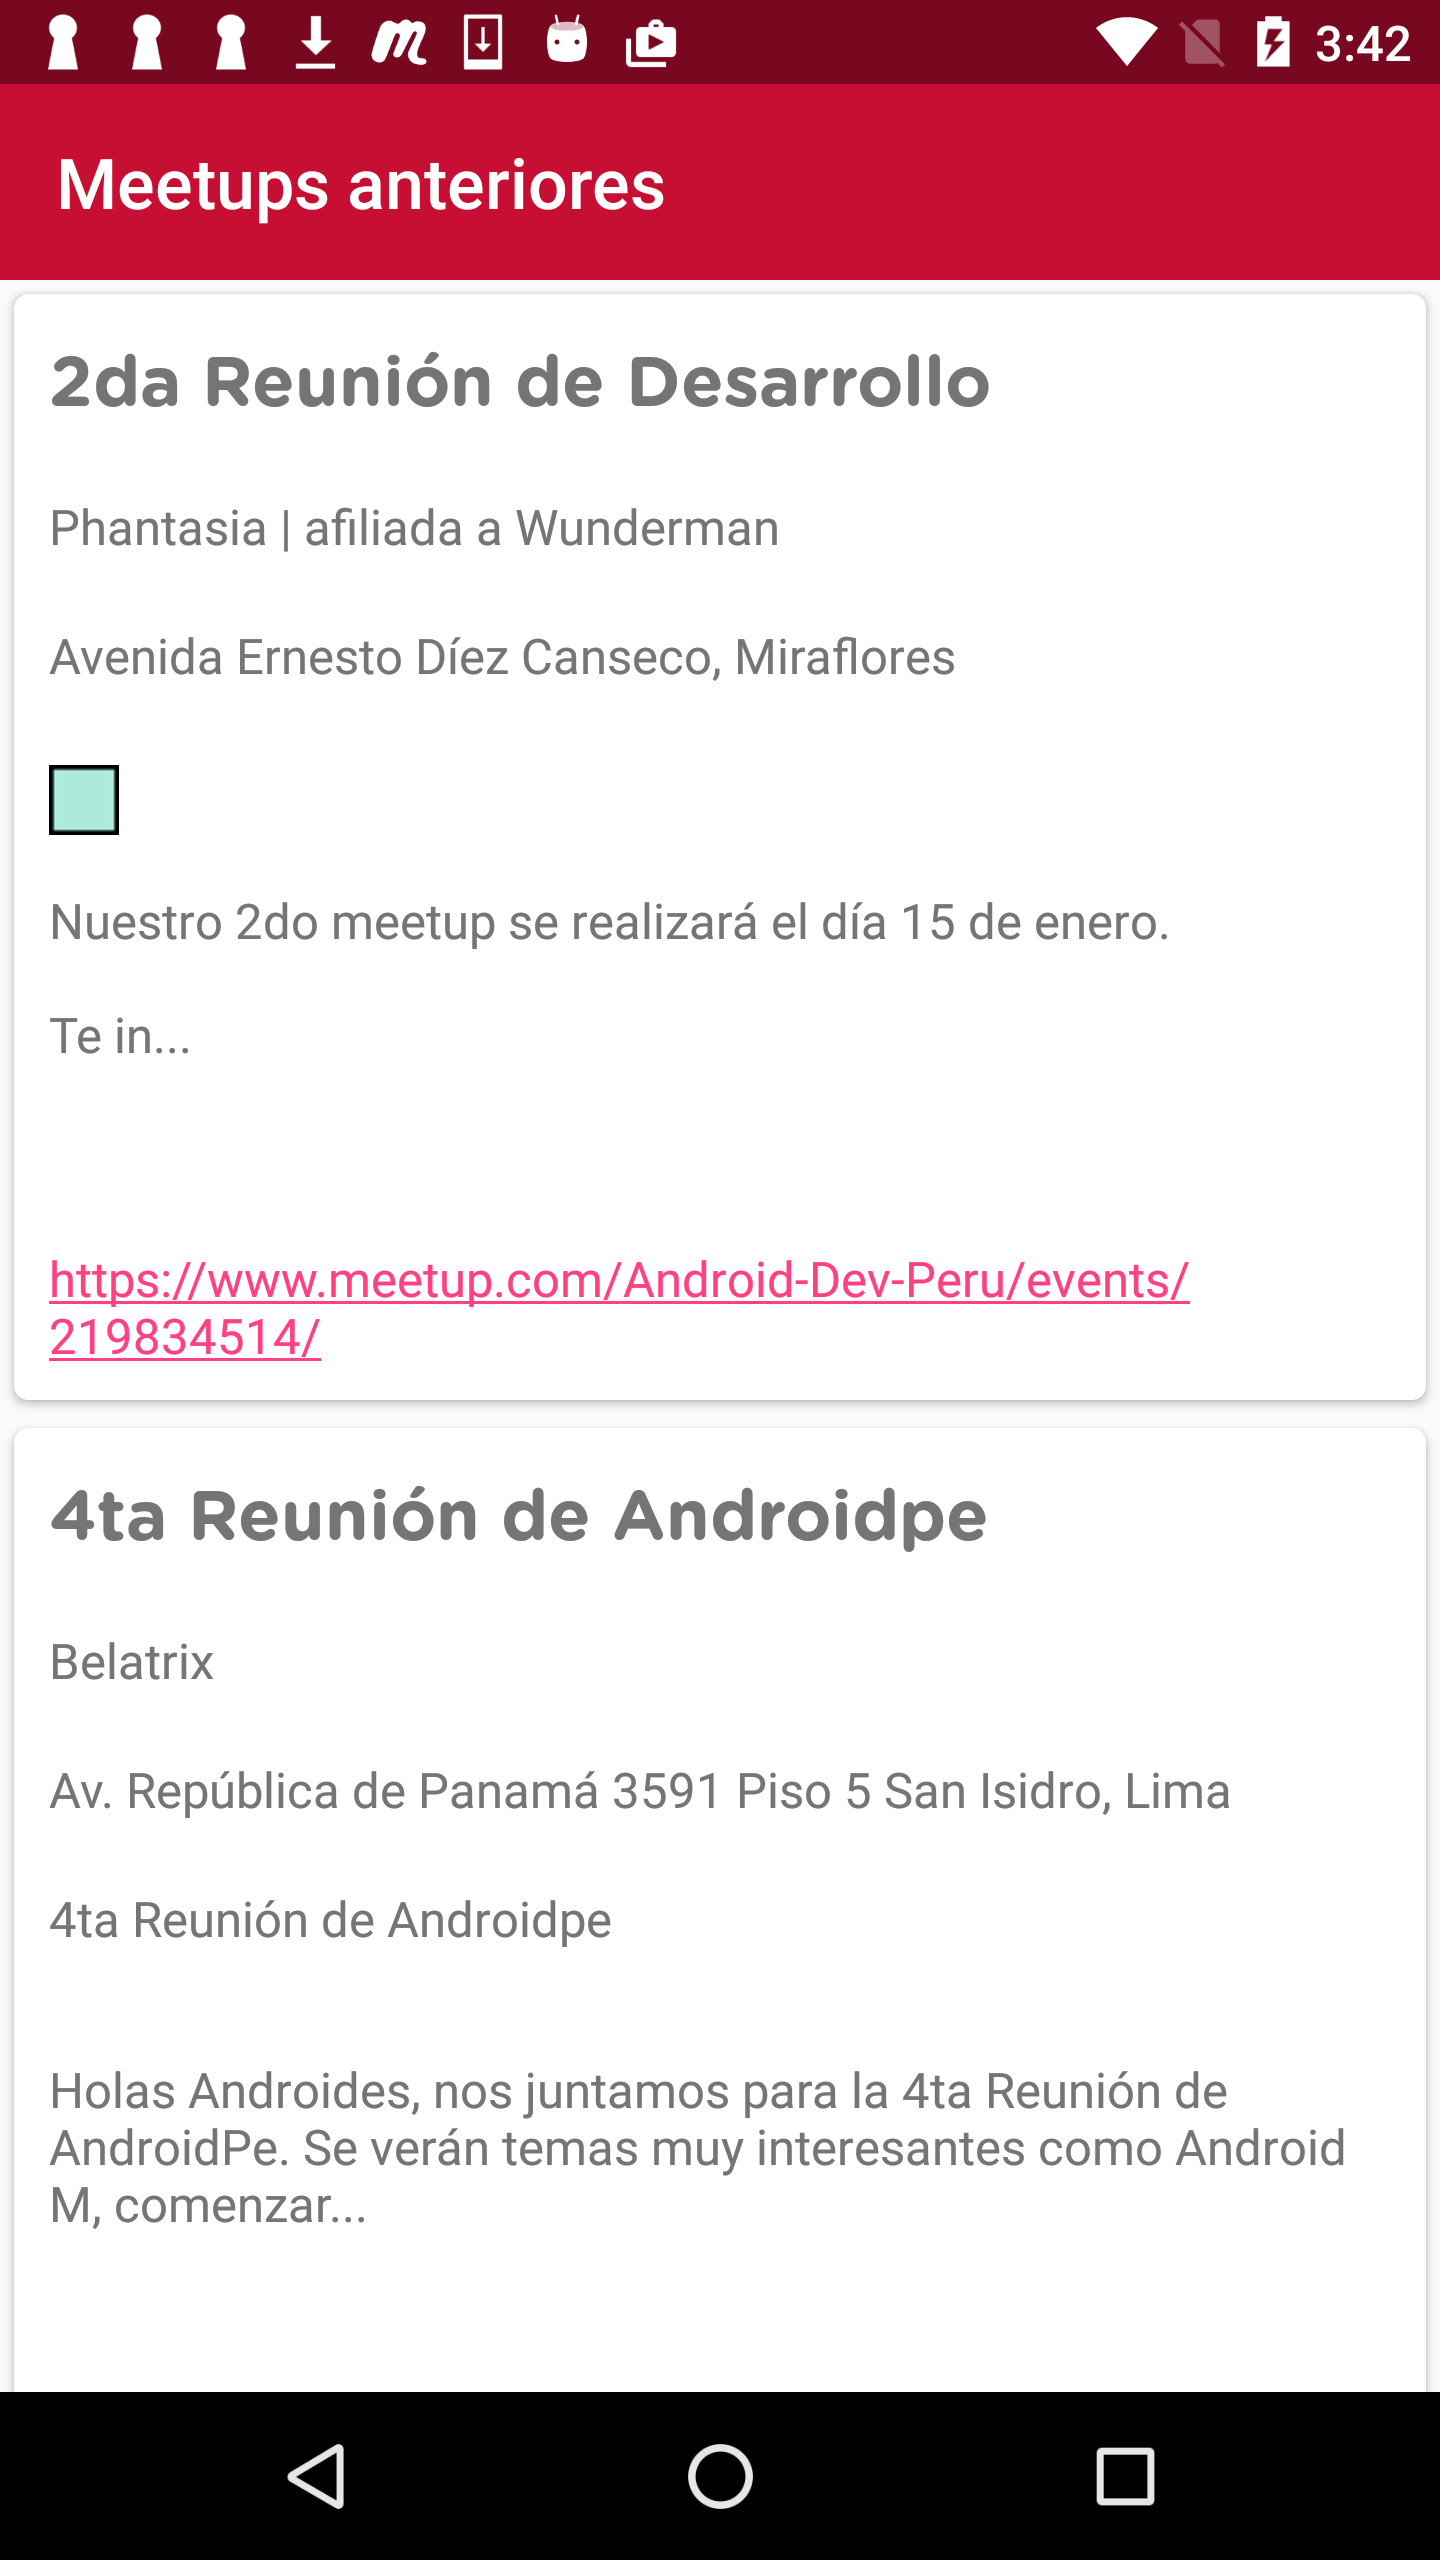 3:42
Meetups anteriores
2da Reunión de Desarrollo
Phantasia | afiliada a Wunderman
Avenida Ernesto Díez Canseco, Miraflores
Nuestro 2do meetup se realizará el día 15 de enero.
Te in...
https://www.meetup.com/Android-Dev-Peru/events/
219834514/
4ta Reunión de Androidpe
Belatrix
Av. República de Panamá 3591 Piso 5 San Isidro, Lima
4ta Reunión de Androidpe
Holas Androides, nos juntamos para la 4ta Reunión de
AndroidPe. Se verán temas muy interesantes como Android
M, comenzar...